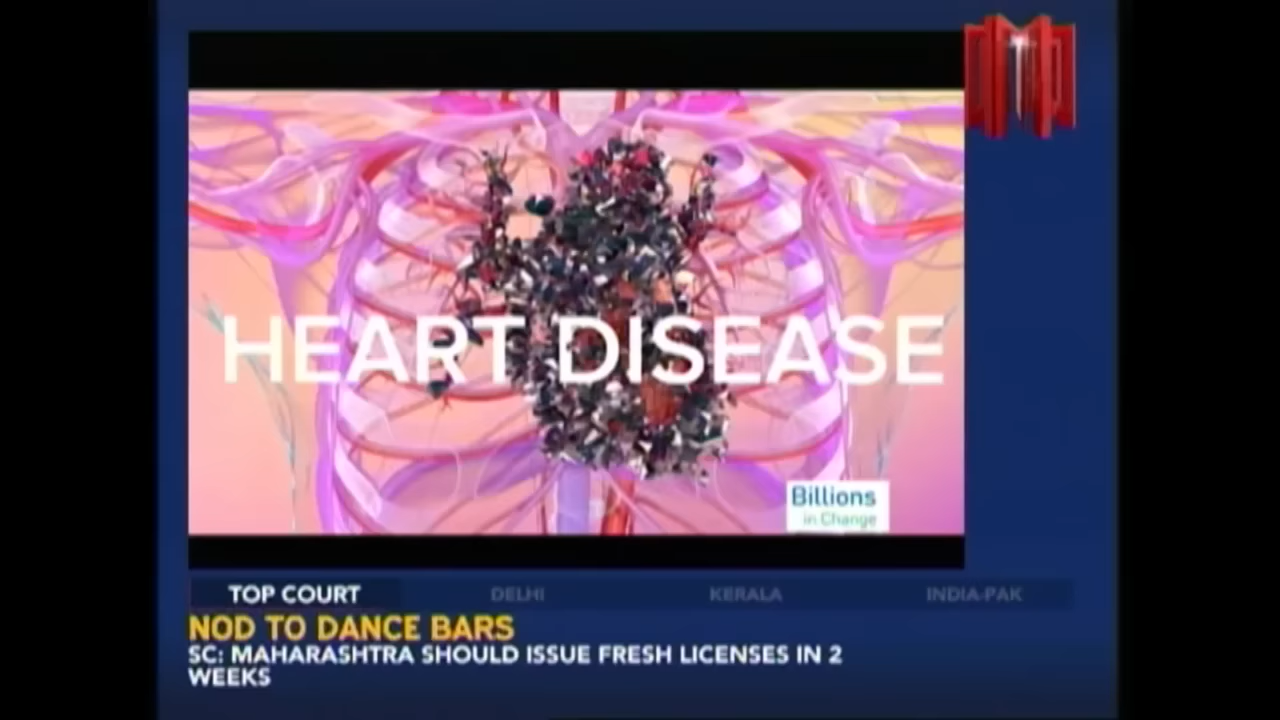 HEART DISEASE
Billions
in Change
TOP COURT
DELHI
KERALA
INDIA-PAK
NOD TO DANCE BARS
SC: MAHARASHTRA SHOULD ISSUE FRESH LICENSES IN 2
WEEKS